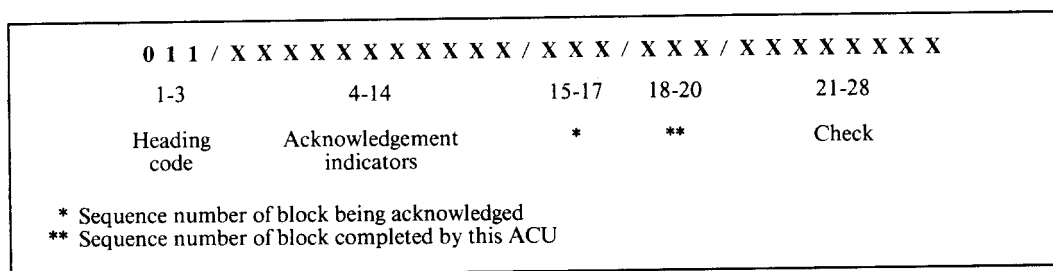 0 1 1 / X X X X X X X X X X X / X X X / X X X / X X X X X X X X
1-3 4-14 15-17 18-20 21-28
Heading Acknowledgement * ** Check
code indicators
* Sequence number of block being acknowledged
** Sequence number of block completed by this ACU